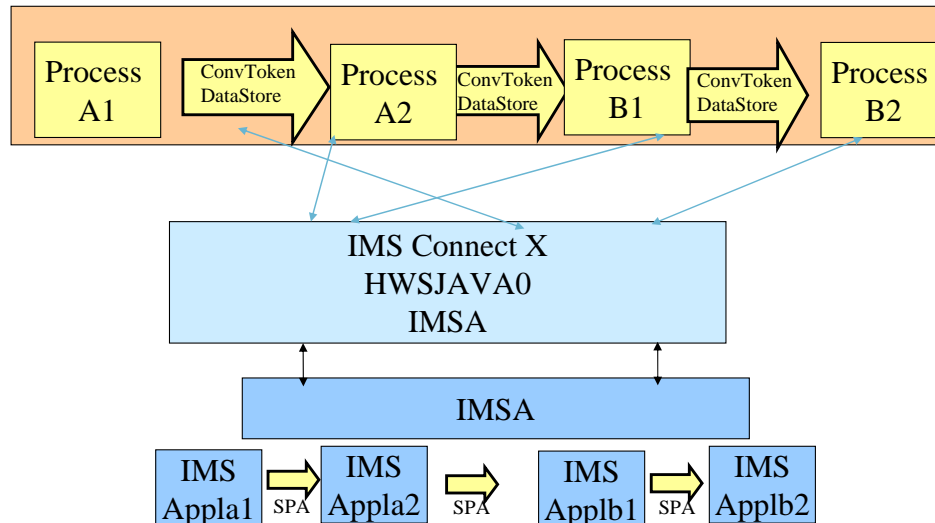 Process
A1
ConvToken
DataStore
Process
A2
ConvToken
DataStore
Process
B1
ConvToken
DataStore
Process
B2
IMS Connect X
HWSJAVA0
IMSA
IMSA
IMS
Appla1
SPA
IMS
Appla2
SPA
IMS
Applb1
SPA
IMS
Applb2